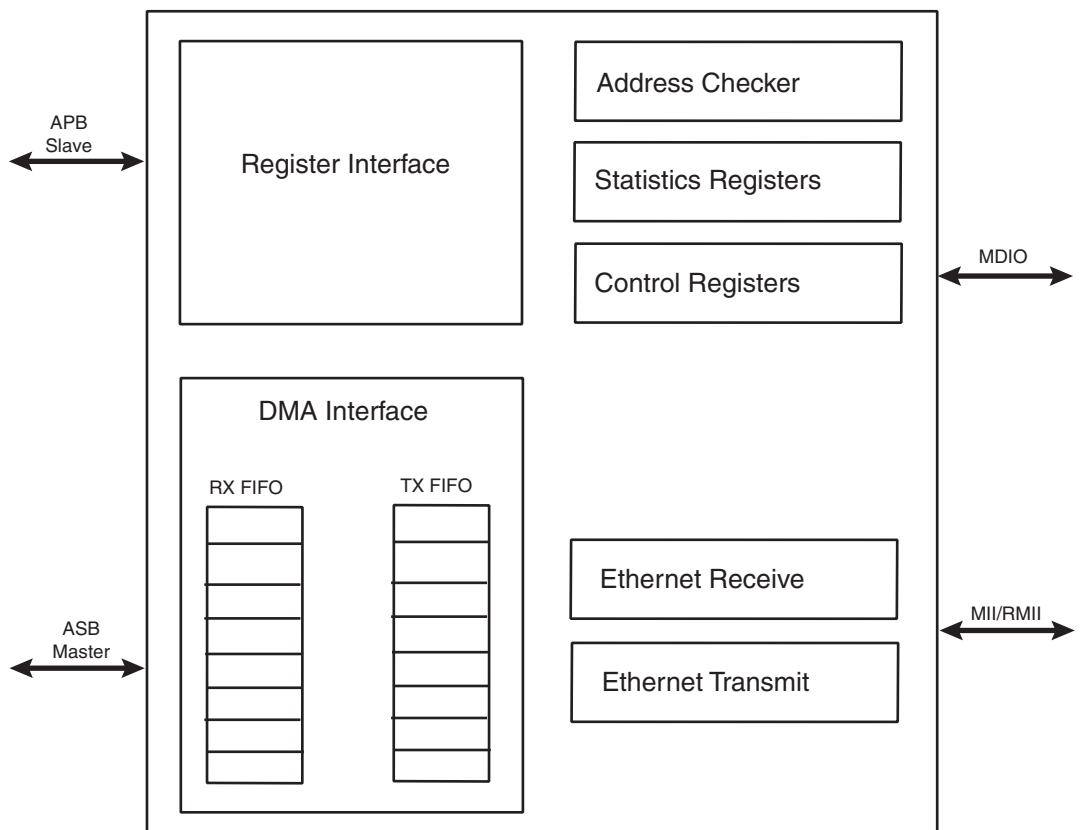 APB
Slave
Register Interface
Address Checker
Statistics Registers
Control Registers
MDIO
DMA Interface
RX FIFO
TX FIFO
Ethernet Receive
Ethernet Transmit
ASB
Master
MII/RMII